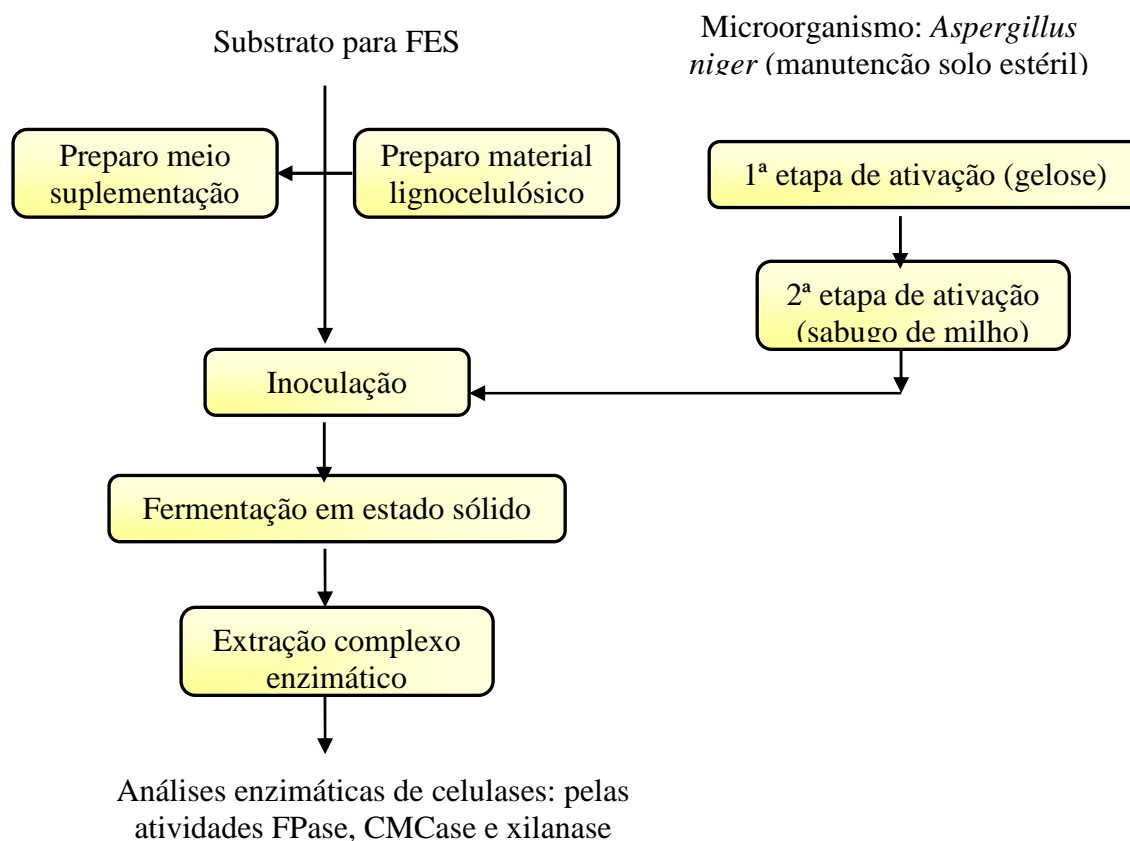 Substrato para FES
Microorganismo: Aspergillus
niger (manutenção solo estéril)
Preparo meio
suplementação
Preparo material
lignocelulósico
1ª etapa de ativação (gelose)
2ª etapa de ativação
(sabugo de milho)
Inoculação
Fermentação em estado sólido
Extração complexo
enzimático
Análises enzimáticas de celulases: pelas
atividades FPase, CMCase e xilanase